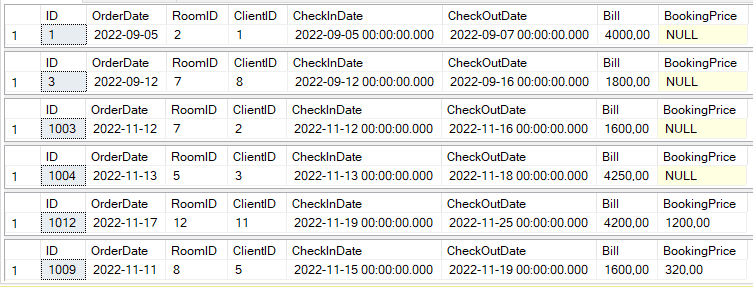 ID OrderDate RoomID ClientID CheckInDate CheckOutDate Bill BookingPrice
1 1 2022-09-05 2 1 2022-09-05 00:00:00.000 2022-09-07 00:00:00.000 4000,00 NULL
ID OrderDate RoomID ClientID CheckInDate CheckOutDate Bill BookingPrice
1 3 2022-09-12 7 8 2022-09-12 00:00:00.000 2022-09-16 00:00:00.000 1800,00 NULL
ID OrderDate RoomID ClientID CheckInDate CheckOutDate Bill BookingPrice
1 1003 2022-11-12 7 2 2022-11-12 00:00:00.000 2022-11-16 00:00:00.000 1600,00 NULL
ID OrderDate RoomID ClientID CheckInDate CheckOutDate Bill BookingPrice
1 1004 2022-11-13 5 3 2022-11-13 00:00:00.000 2022-11-18 00:00:00.000 4250,00 NULL
ID OrderDate RoomID ClientID CheckInDate CheckOutDate Bill BookingPrice
1 1012 2022-11-17 12 11 2022-11-19 00:00:00.000 2022-11-25 00:00:00.000 4200,00 1200,00
ID OrderDate RoomID ClientID CheckInDate CheckOutDate Bill BookingPrice
1 1009 2022-11-11 8 5 2022-11-15 00:00:00.000 2022-11-19 00:00:00.000 1600,00 320,00